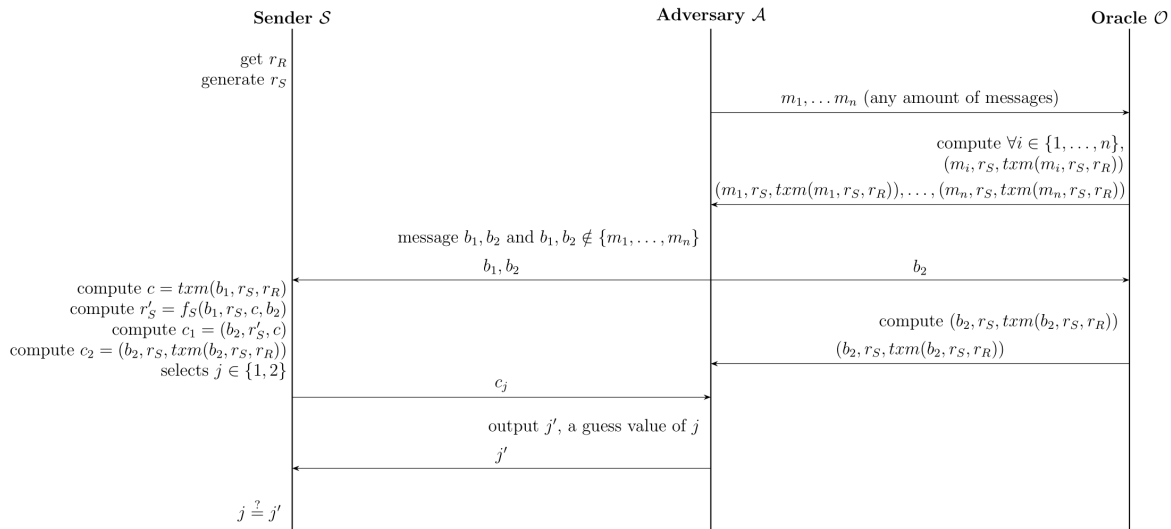 Sender 𝒮
Adversary 𝒜
Oracle 𝒪
get r_R
generate r_S
m_1, … m_n (any amount of messages)
compute ∀i ∈ {1, …, n},
(m_i, r_S, txm(m_i, r_S, r_R))
(m_1, r_S, txm(m_1, r_S, r_R)), …, (m_n, r_S, txm(m_n, r_S, r_R))
message b_1, b_2 and b_1, b_2 ∉ {m_1, …, m_n}
b_1, b_2
b_2
compute c = txm(b_1, r_S, r_R)
compute r′_S = f_S(b_1, r_S, c, b_2)
compute c_1 = (b_2, r′_S, c)
compute c_2 = (b_2, r_S, txm(b_2, r_S, r_R))
selects j ∈ {1, 2}
compute (b_2, r_S, txm(b_2, r_S, r_R))
(b_2, r_S, txm(b_2, r_S, r_R))
c_j
output j′, a guess value of j
j′
j ≟ j′